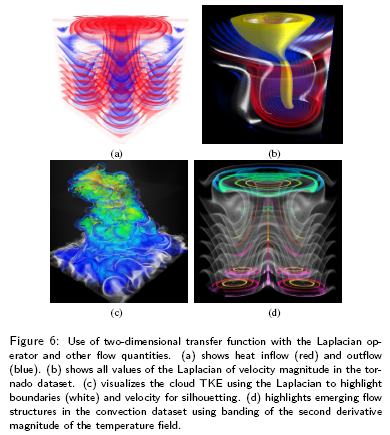 (a)
(b)
(c)
(d)
Figure 6: Use of two-dimensional transfer function with the Laplacian op-
erator and other flow quantities. (a) shows heat inflow (red) and outflow
(blue). (b) shows all values of the Laplacian of velocity magnitude in the tor-
nado dataset. (c) visualizes the cloud TKE using the Laplacian to highlight
boundaries (white) and velocity for silhouetting. (d) highlights emerging flow
structures in the convection dataset using banding of the second derivative
magnitude of the temperature field.